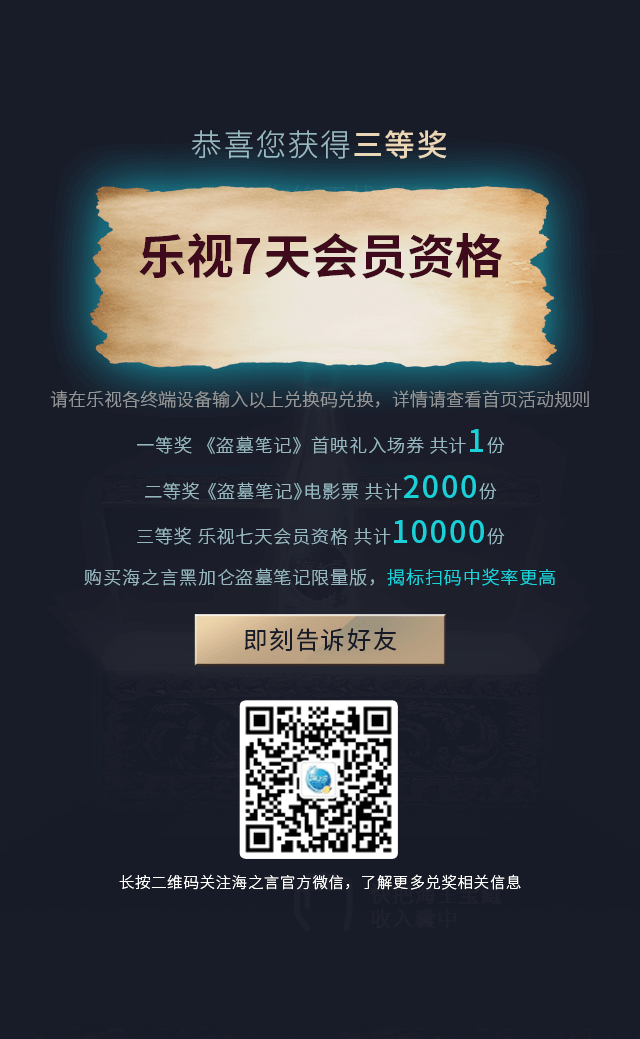 恭喜您获得三等奖
乐视7天会员资格
请在乐视各终端设备输入以上兑换码兑换，详情请查看首页活动规则
一等奖 《盗墓笔记》首映礼入场券 共计1份
二等奖《盗墓笔记》电影票 共计2000份
三等奖 乐视七天会员资格 共计10000份
购买海之言黑加仑盗墓笔记限量版，揭标扫码中奖率更高
即刻告诉好友
长按二维码关注海之言官方微信，了解更多兑奖相关信息
收入囊中